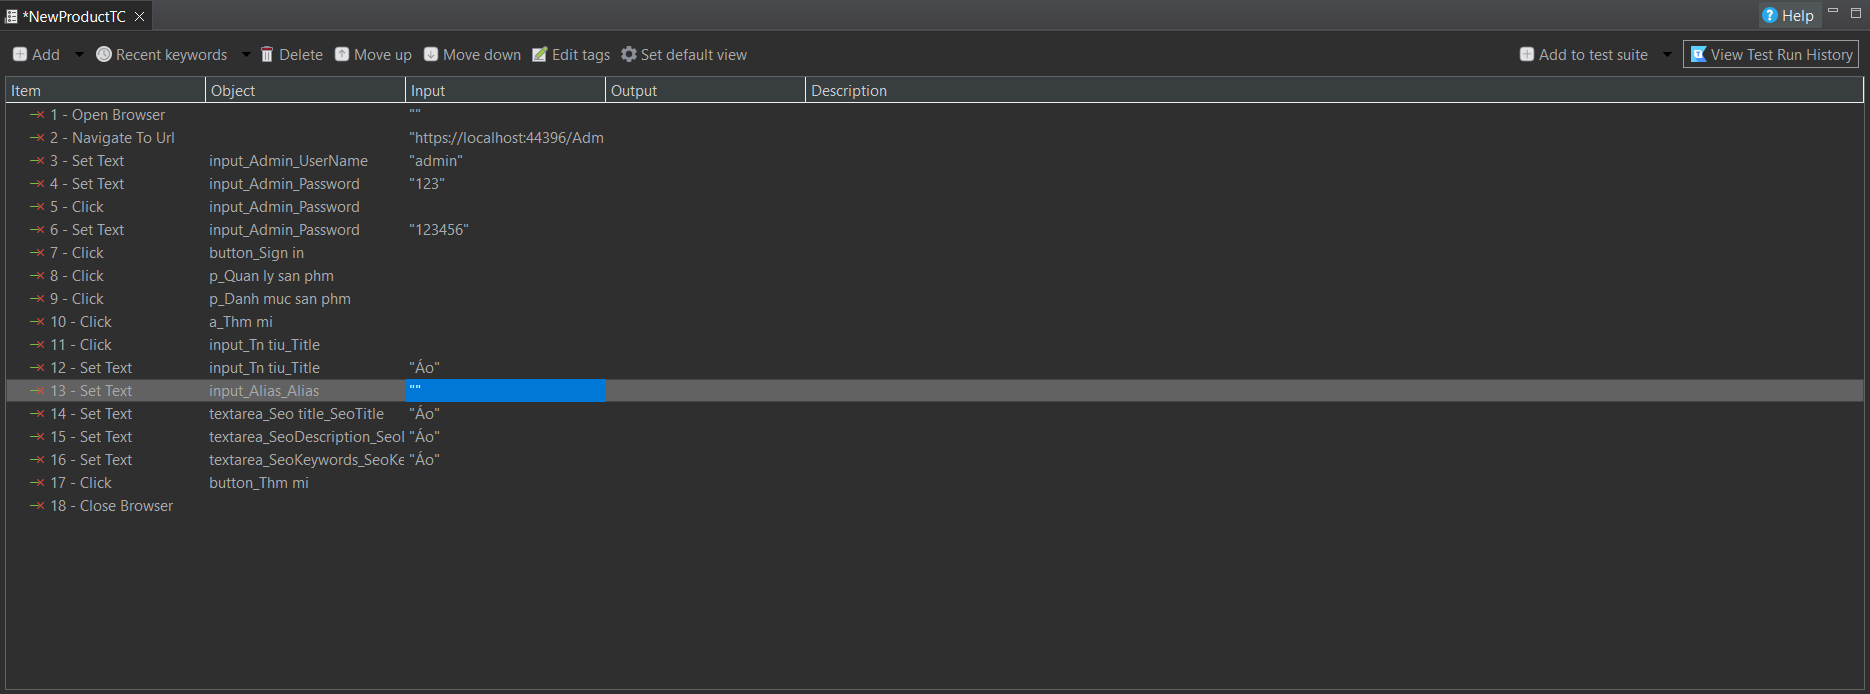 *NewProductTC
Help
Add Recent keywords Delete Move up Move down Edit tags Set default view Add to test suite View Test Run History
Item Object Input Output Description
1 - Open Browser ""
2 - Navigate To Url "https://localhost:44396/Adm
3 - Set Text input_Admin_UserName "admin"
4 - Set Text input_Admin_Password "123"
5 - Click input_Admin_Password
6 - Set Text input_Admin_Password "123456"
7 - Click button_Sign in
8 - Click p_Quan ly san phm
9 - Click p_Danh muc san phm
10 - Click a_Thm mi
11 - Click input_Tn tiu_Title
12 - Set Text input_Tn tiu_Title "Áo"
13 - Set Text input_Alias_Alias ""
14 - Set Text textarea_Seo title_SeoTitle "Áo"
15 - Set Text textarea_SeoDescription_Seol "Áo"
16 - Set Text textarea_SeoKeywords_SeoKe "Áo"
17 - Click button_Thm mi
18 - Close Browser